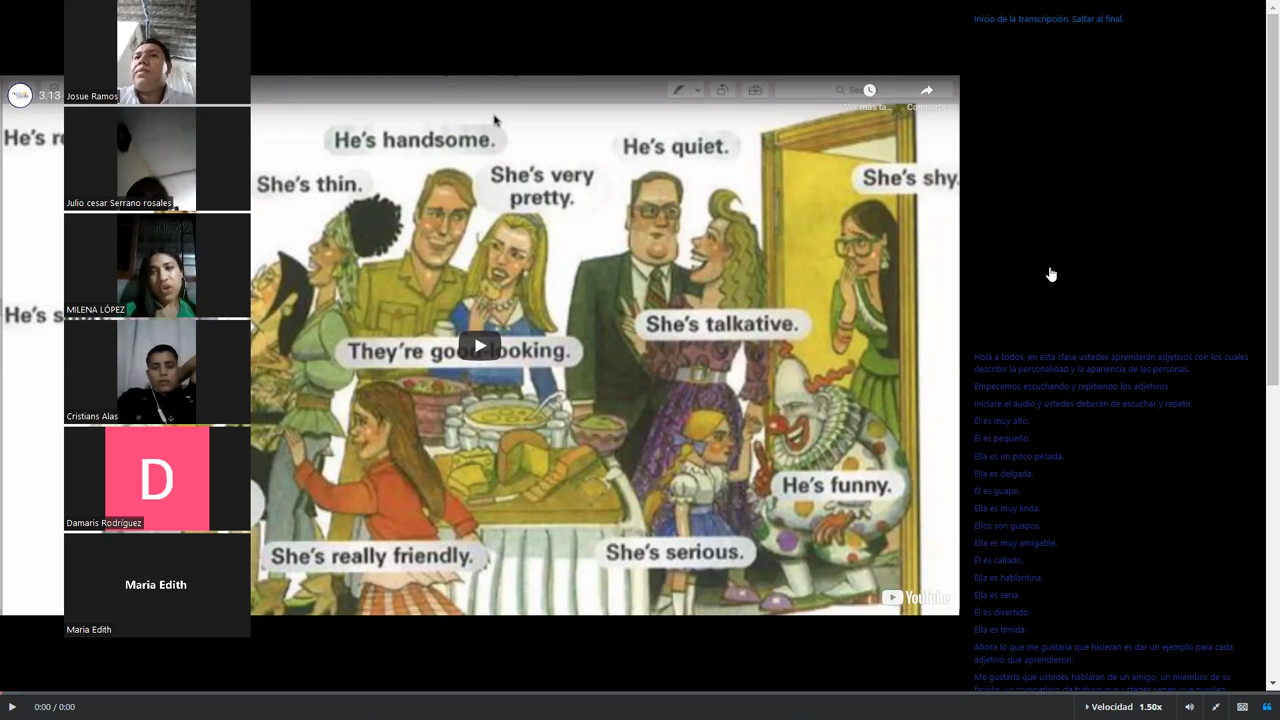 Josue Ramos
Julio cesar Serrano rosales
MILENA LÓPEZ
Cristians Alas
D
Damaris Rodríguez
Maria Edith
Maria Edith
3.13
Ver más ta...
He's handsome.
She's thin.
She's very
pretty.
He's quiet.
She's shy.
They're good-looking.
She's talkative.
He's funny.
She's really friendly.
She's serious.
YouTube
Inicio de la transcripción. Saltar al final.
Hola a todos, en esta clase ustedes aprenderán adjetivos con los cuales
describir la personalidad y la apariencia de las personas.
Empecemos escuchando y repitiendo los adjetivos
Iniciare el audio y ustedes deberán de escuchar y repetir.
Él es muy alto.
Él es pequeño.
Ella es un poco pesada.
Ella es delgada.
Él es guapo.
Ella es muy linda.
Ellos son guapos.
Ella es muy amigable.
Él es callado.
Ella es hablantina.
Ella es seria.
Él es divertido.
Ella es tímida.
Ahora lo que me gustaría que hicieran es dar un ejemplo para cada
adjetivo que aprendieron.
Me gustaría que ustedes hablaran de un amigo, un miembro de su
0:00 / 0:00
Velocidad 1.50x